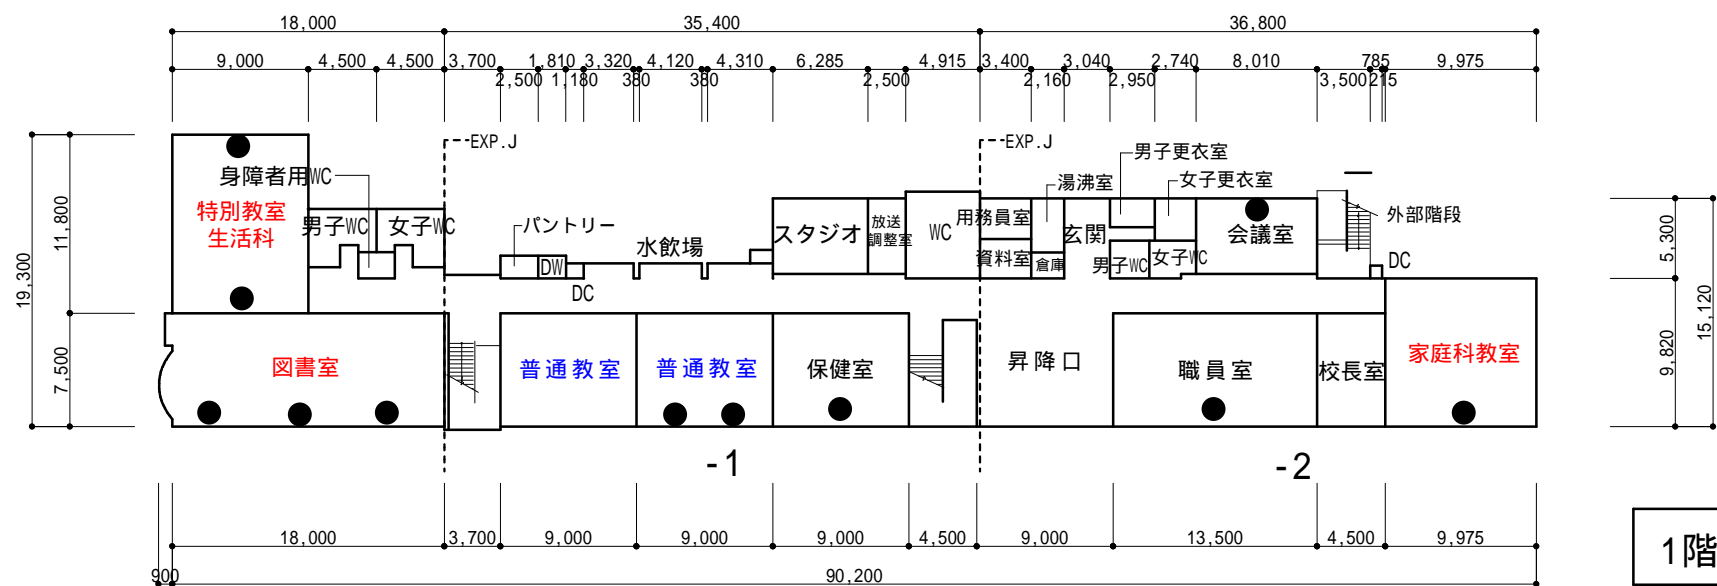 18,000
35,400
36,800
9,000
4,500
4,500
3,700
1,810
3,320
4,120
4,310
6,285
4,915
3,400
3,040
2,740
8,010
785
9,975
2,500
1,180
380
380
2,500
2,160
2,950
3,500
215
EXP.J
EXP.J
男子更衣室
身障者用WC
湯沸室
女子更衣室
特別教室
生活科
男子WC
女子WC
パントリー
水飲場
スタジオ
放送
調整室
WC
用務員室
玄関
会議室
外部階段
DW
資料室
倉庫
男子WC
女子WC
DC
DC
11,800
19,300
7,500
5,300
15,120
9,820
図書室
普通教室
普通教室
保健室
昇降口
職員室
校長室
家庭科教室
-1
-2
18,000
3,700
9,000
9,000
9,000
4,500
9,000
13,500
4,500
9,975
900
90,200
1階